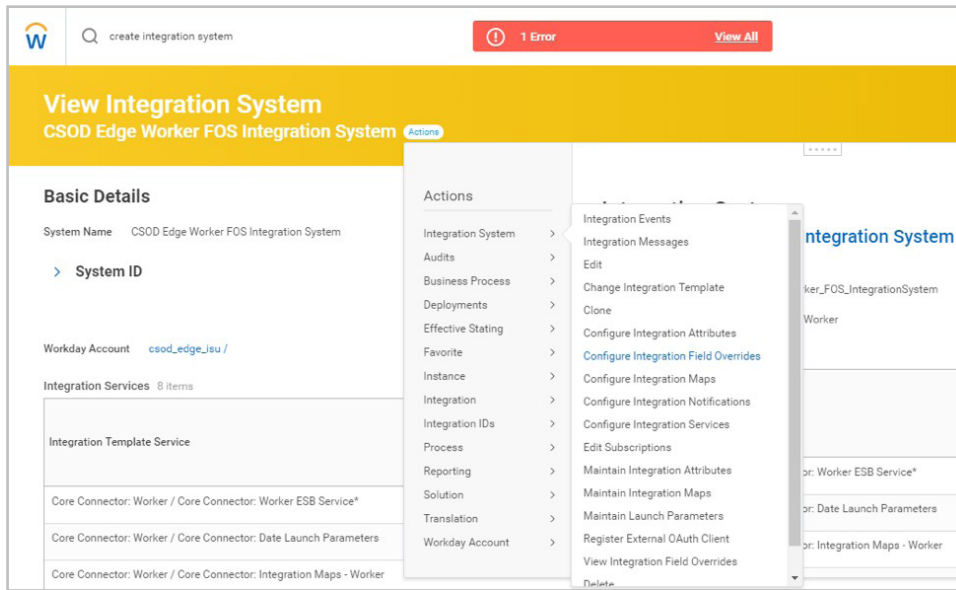 W
create integration system
1 Error
View All
View Integration System
CSOD Edge Worker FOS Integration System Actions
Basic Details
System Name CSOD Edge Worker FOS Integration System
System ID
Workday Account csod_edge_isu /
Integration Services 8 items
Integration Template Service
Core Connector: Worker / Core Connector: Worker ESB Service*
Core Connector: Worker / Core Connector: Date Launch Parameters
Core Connector: Worker / Core Connector: Integration Maps - Worker
Actions
Integration System
Audits
Business Process
Deployments
Effective Stating
Favorite
Instance
Integration
Integration IDs
Process
Reporting
Solution
Translation
Workday Account
Integration Events
Integration Messages
Edit
Change Integration Template
Clone
Configure Integration Attributes
Configure Integration Field Overrides
Configure Integration Maps
Configure Integration Notifications
Configure Integration Services
Edit Subscriptions
Maintain Integration Attributes
Maintain Integration Maps
Maintain Launch Parameters
Register External OAuth Client
View Integration Field Overrides
Delete
ntegration System
ker_FOS_IntegrationSystem
Worker
or: Worker ESB Service*
or: Date Launch Parameters
or: Integration Maps - Worker